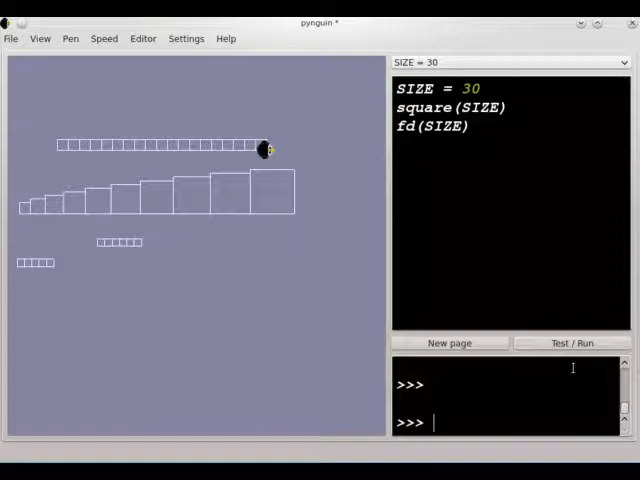 pynguin *
File View Pen Speed Editor Settings Help
SIZE = 30
SIZE = 30
square(SIZE)
fd(SIZE)
New page Test / Run
>>>
>>>